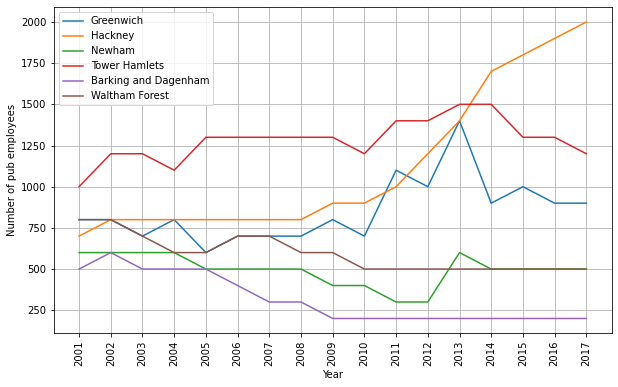 2000
1750
1500
1250
1000
750
500
250
Number of pub employees
Greenwich
Hackney
Newham
Tower Hamlets
Barking and Dagenham
Waltham Forest
2001 2002 2003 2004 2005 2006 2007 2008 2009 2010 2011 2012 2013 2014 2015 2016 2017
Year